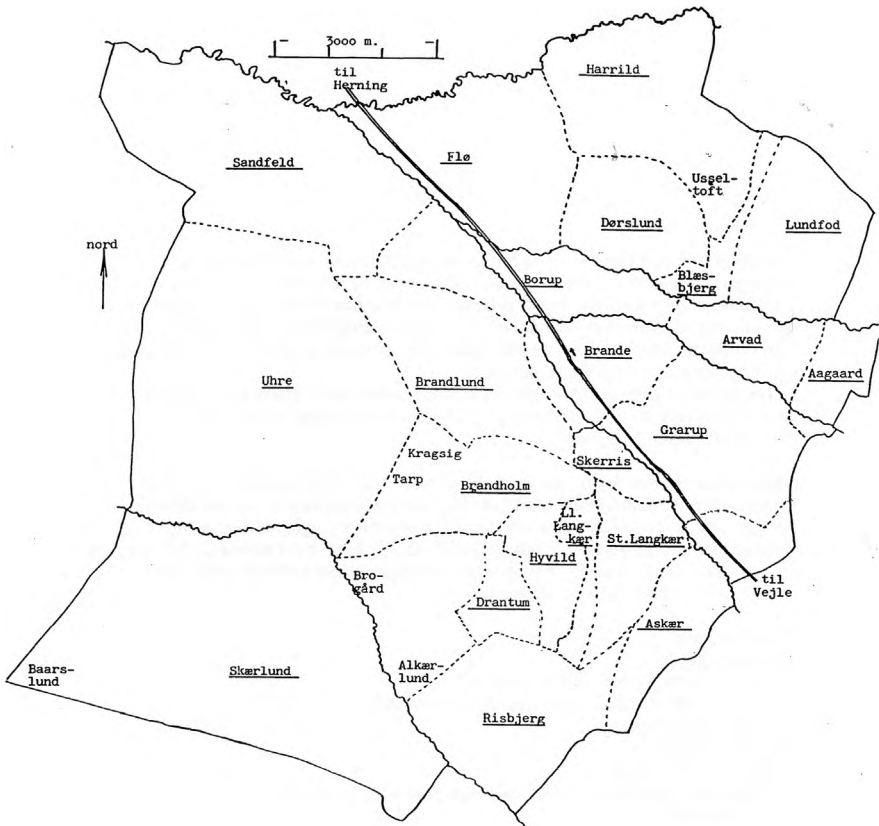 3000 m.
til
Herning
Harrild
Sandfeld
Flø
Ussel-
toft
Dørslund
Lundfod
nord
Borup
Blæs-
bjerg
Brande
Arvad
Aagaard
Uhre
Brandlund
Grarup
Kragsig
Skerris
Tarp
Brandholm
Ll.
Lang-
kær
St.Langkær
Hyvild
Bro-
gård
til
Vejle
Drantum
Askær
Baars-
lund
Skærlund
Alkær-
lund
Risbjerg